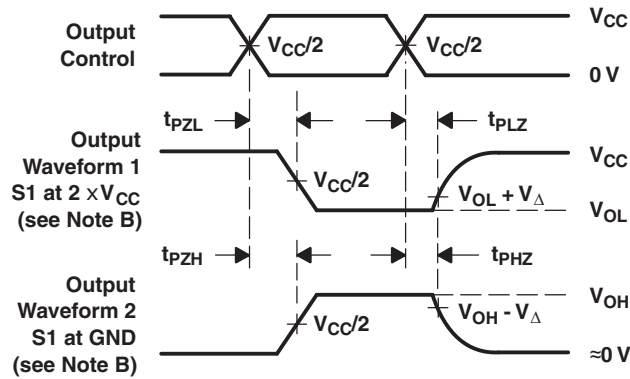 Output
Control
V_CC/2
V_CC/2
V_CC
0 V
t_PZL
t_PLZ
Output
Waveform 1
S1 at 2 x V_CC
(see Note B)
V_CC/2
V_OL + V_Δ
V_CC
V_OL
t_PZH
t_PHZ
Output
Waveform 2
S1 at GND
(see Note B)
V_CC/2
V_OH - V_Δ
V_OH
≈0 V